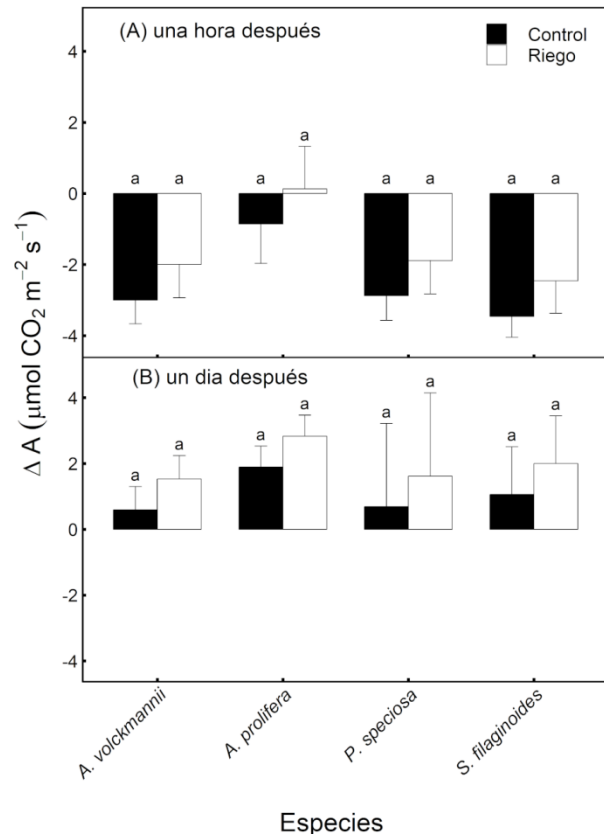 (A) una hora después
Control
Riego
4
2
0
-2
-4
a a a a a a a a
(B) un dia después
4
2
0
-2
-4
a a a a a a a a
Δ A (μmol CO₂ m⁻² s⁻¹)
A. volckmannii
A. prolifera
P. speciosa
S. filaginoides
Especies